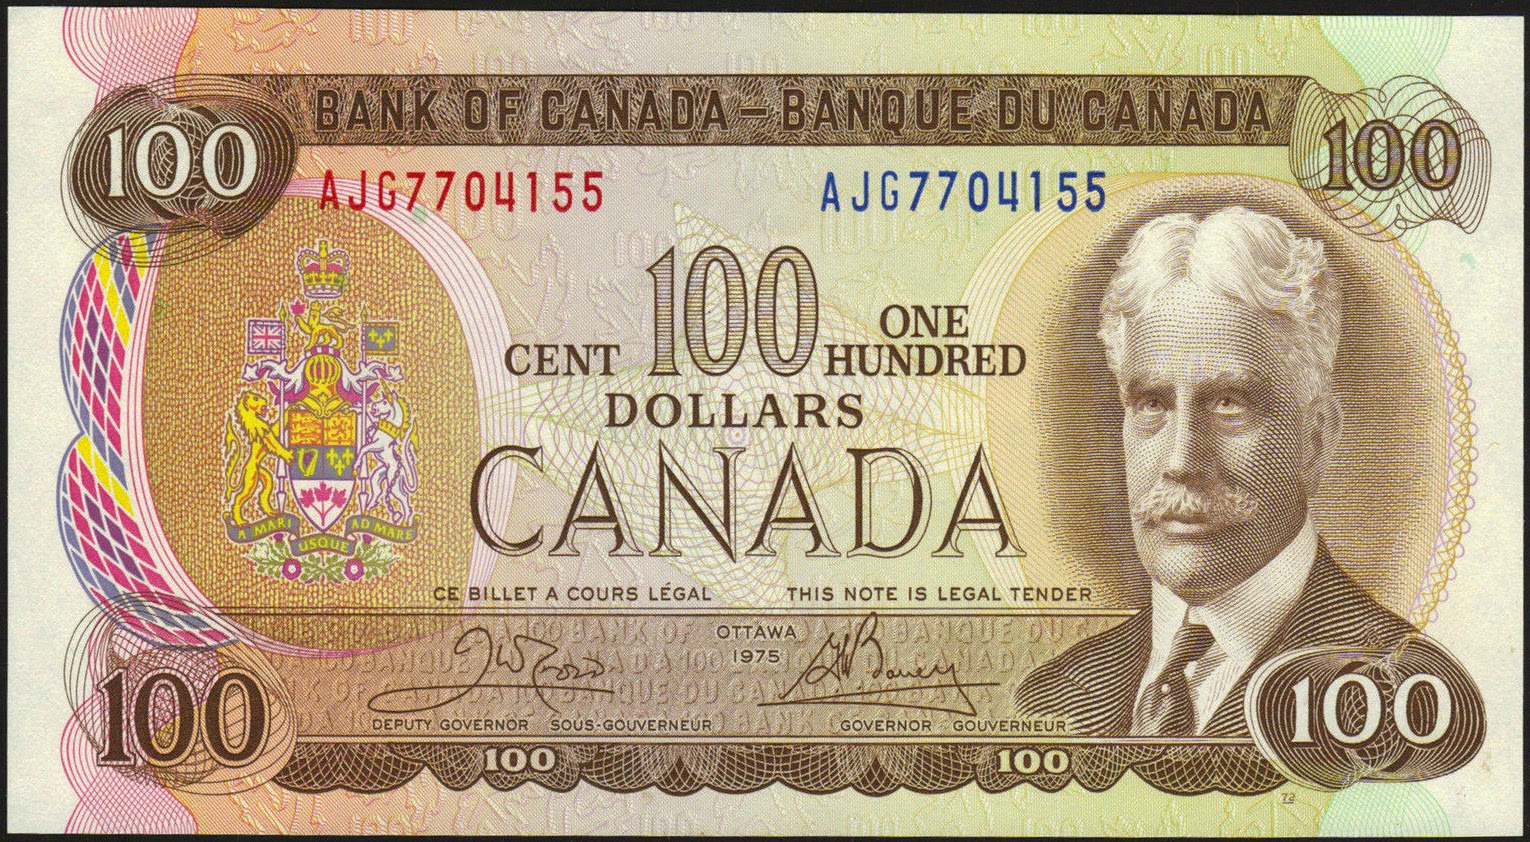 BANK OF CANADA – BANQUE DU CANADA
100
100
AJG7704155
AJG7704155
CENT 100 ONE HUNDRED
DOLLARS
CANADA
A MARI USQUE AD MARE
CE BILLET A COURS LÉGAL
THIS NOTE IS LEGAL TENDER
OTTAWA
1975
DEPUTY GOVERNOR SOUS-GOUVERNEUR
GOVERNOR GOUVERNEUR
100
100
100
100
72